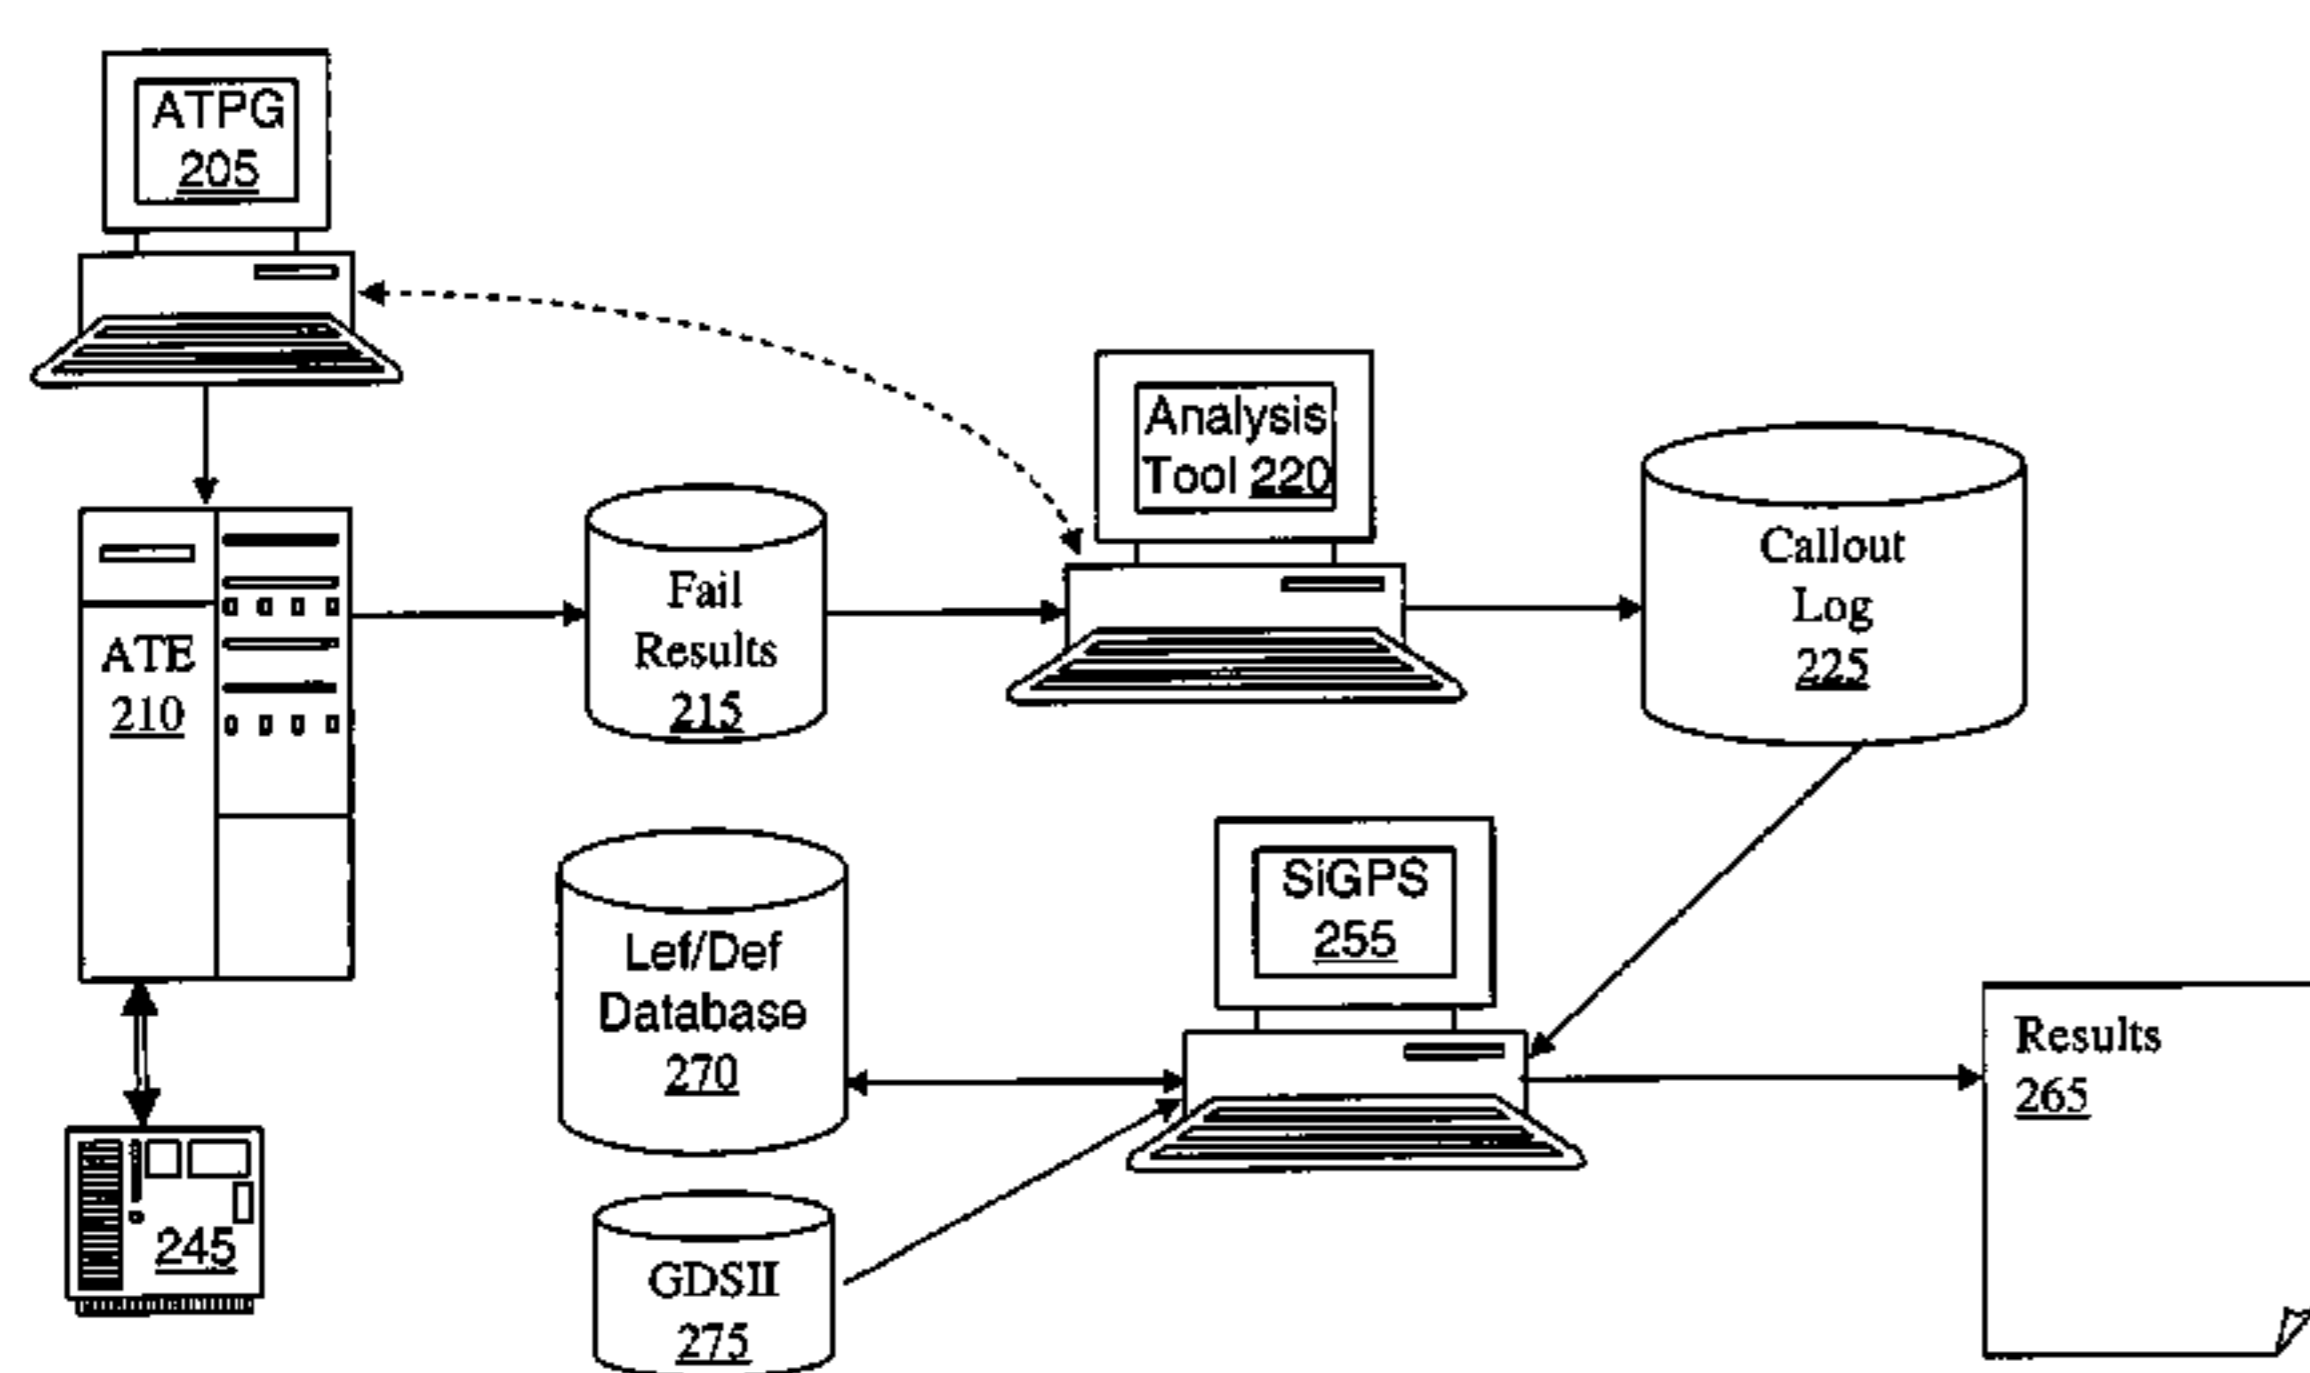 ATPG
205
Analysis
Tool 220
Callout
Log
225
Fail
Results
215
ATE
210
SiGPS
255
Lef/Def
Database
270
Results
265
245
GDSII
275